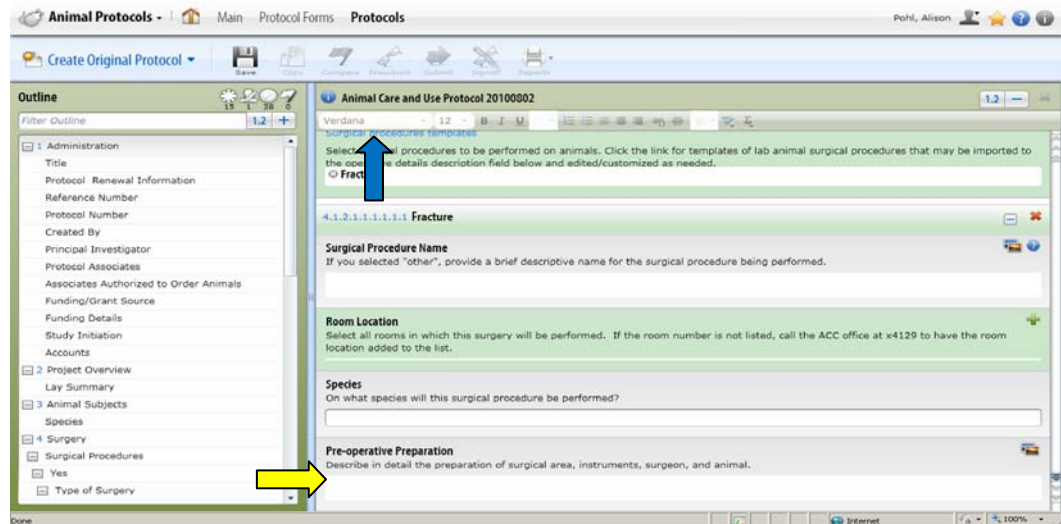 Animal Protocols - Main Protocol Forms Protocols Pohl, Alison
Create Original Protocol Save Copy Compare Presubmit Submit Signoff Reports
Outline 15 1 38 0
Filter Outline 1.2 +
1 Administration
Title
Protocol Renewal Information
Reference Number
Protocol Number
Created By
Principal Investigator
Protocol Associates
Associates Authorized to Order Animals
Funding/Grant Source
Funding Details
Study Initiation
Accounts
2 Project Overview
Lay Summary
3 Animal Subjects
Species
4 Surgery
Surgical Procedures
Yes
Type of Surgery
Animal Care and Use Protocol 20100802 1.2 —
Verdana 12 B I U
Surgical procedures templates
Select procedures to be performed on animals. Click the link for templates of lab animal surgical procedures that may be imported to
the details description field below and edited/customized as needed.
Fract
4.1.2.1.1.1.1.1.1 Fracture
Surgical Procedure Name
If you selected "other", provide a brief descriptive name for the surgical procedure being performed.
Room Location
Select all rooms in which this surgery will be performed. If the room number is not listed, call the ACC office at x4129 to have the room
location added to the list.
Species
On what species will this surgical procedure be performed?
Pre-operative Preparation
Describe in detail the preparation of surgical area, instruments, surgeon, and animal.
Done Internet 100%